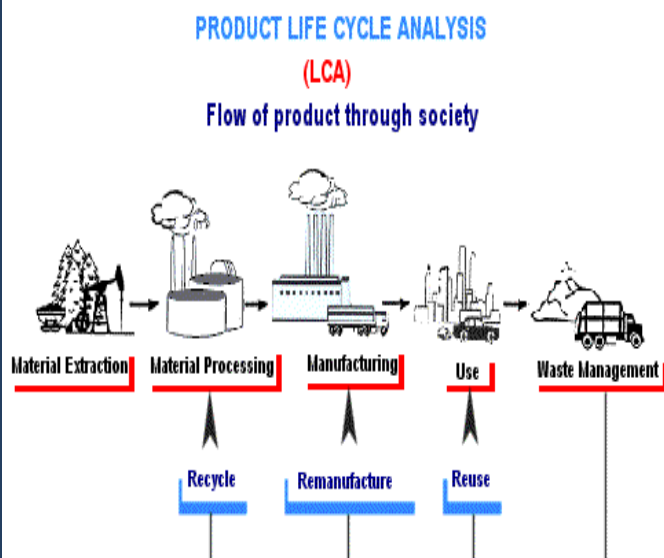 PRODUCT LIFE CYCLE ANALYSIS
(LCA)
Flow of product through society
Material Extraction
Material Processing
Manufacturing
Use
Waste Management
Recycle
Remanufacture
Reuse